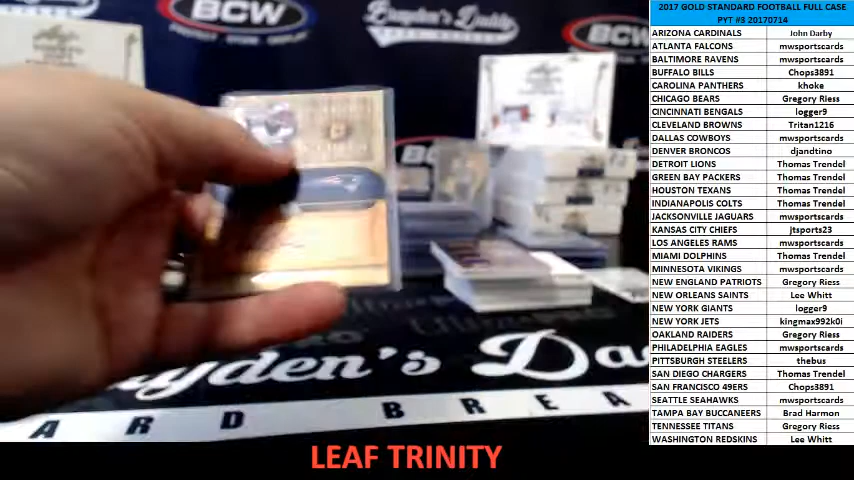 2017 GOLD STANDARD FOOTBALL FULL CASE
PYT #3 20170714
ARIZONA CARDINALS John Darby
ATLANTA FALCONS mwsportscards
BALTIMORE RAVENS mwsportscards
BUFFALO BILLS Chops3891
CAROLINA PANTHERS khoke
CHICAGO BEARS Gregory Riess
CINCINNATI BENGALS logger9
CLEVELAND BROWNS Tritan1216
DALLAS COWBOYS mwsportscards
DENVER BRONCOS djandtino
DETROIT LIONS Thomas Trendel
GREEN BAY PACKERS Thomas Trendel
HOUSTON TEXANS Thomas Trendel
INDIANAPOLIS COLTS Thomas Trendel
JACKSONVILLE JAGUARS mwsportscards
KANSAS CITY CHIEFS jtsports23
LOS ANGELES RAMS mwsportscards
MIAMI DOLPHINS Thomas Trendel
MINNESOTA VIKINGS mwsportscards
NEW ENGLAND PATRIOTS Gregory Riess
NEW ORLEANS SAINTS Lee Whitt
NEW YORK GIANTS logger9
NEW YORK JETS kingmax992k0i
OAKLAND RAIDERS Gregory Riess
PHILADELPHIA EAGLES mwsportscards
PITTSBURGH STEELERS thebus
SAN DIEGO CHARGERS Thomas Trendel
SAN FRANCISCO 49ERS Chops3891
SEATTLE SEAHAWKS mwsportscards
TAMPA BAY BUCCANEERS Brad Harmon
TENNESSEE TITANS Gregory Riess
WASHINGTON REDSKINS Lee Whitt
BCW
Brayden's Daddy
BCW
BC
ayden's Da
ARD BREA
LEAF TRINITY